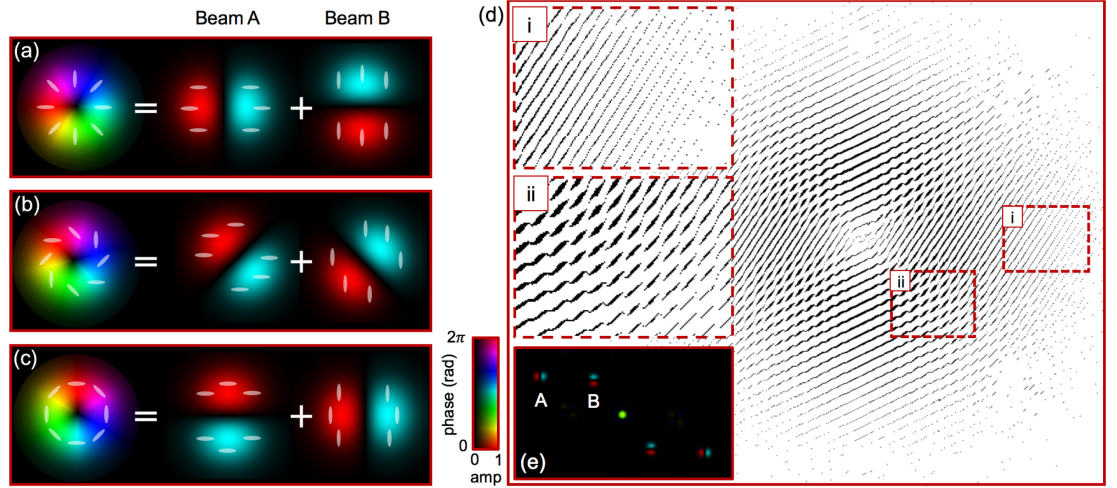 Beam A
Beam B
(a)
=
+
(b)
=
+
(c)
=
+
2π
phase (rad)
0
0 1
amp
(d)
i
ii
A
B
(e)
i
ii